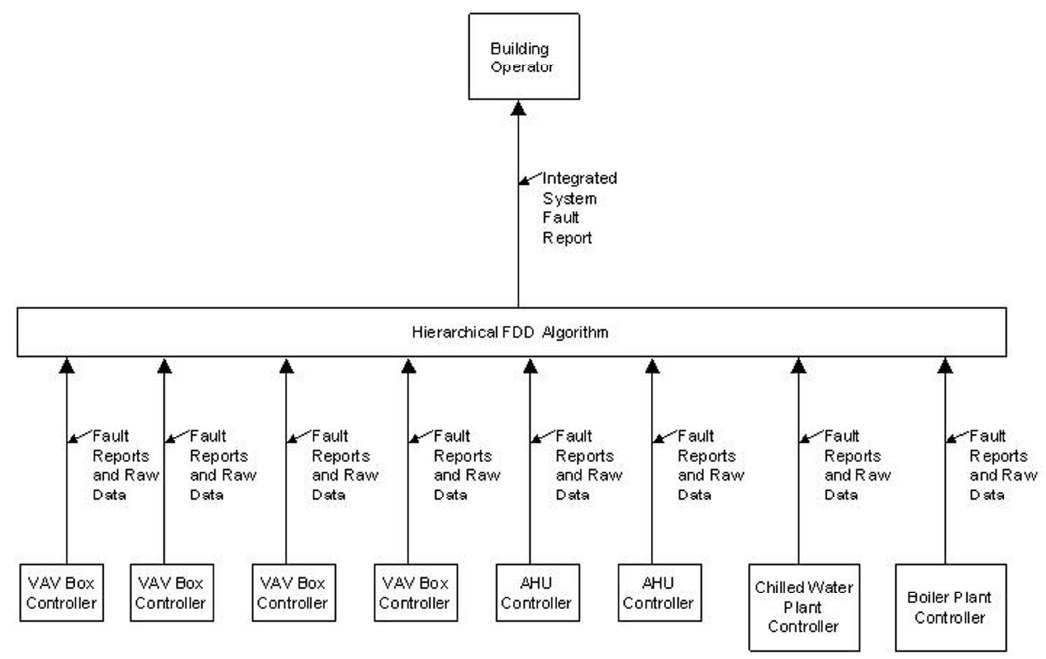 Building
Operator
Integrated
System
Fault
Report
Hierarchical FDD Algorithm
Fault
Reports
and Raw
Data
Fault
Reports
and Raw
Data
Fault
Reports
and Raw
Data
Fault
Reports
and Raw
Data
Fault
Reports
and Raw
Data
Fault
Reports
and Raw
Data
Fault
Reports
and Raw
Data
Fault
Reports
and Raw
Data
VAV Box
Controller
VAV Box
Controller
VAV Box
Controller
VAV Box
Controller
AHU
Controller
AHU
Controller
Chilled Water
Plant
Controller
Boiler Plant
Controller